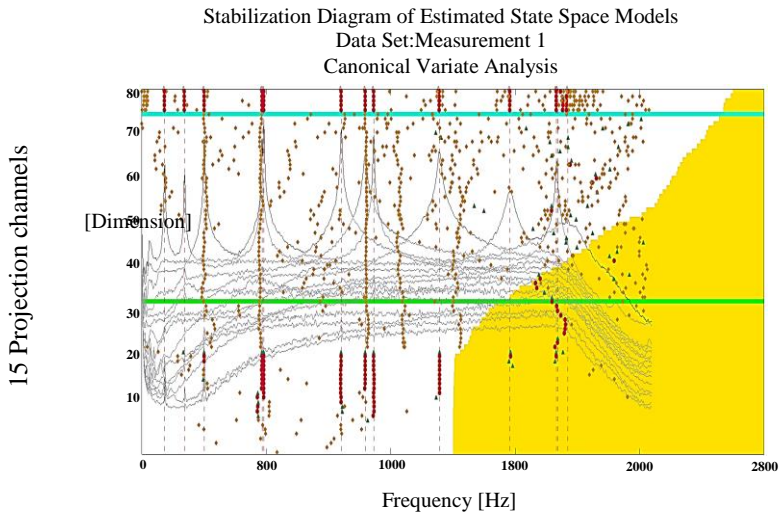 Stabilization Diagram of Estimated State Space Models
Data Set:Measurement 1
Canonical Variate Analysis
15 Projection channels
[Dimension]
80
70
60
50
40
30
20
10
0 800 1000 1800 2000 2800
Frequency [Hz]